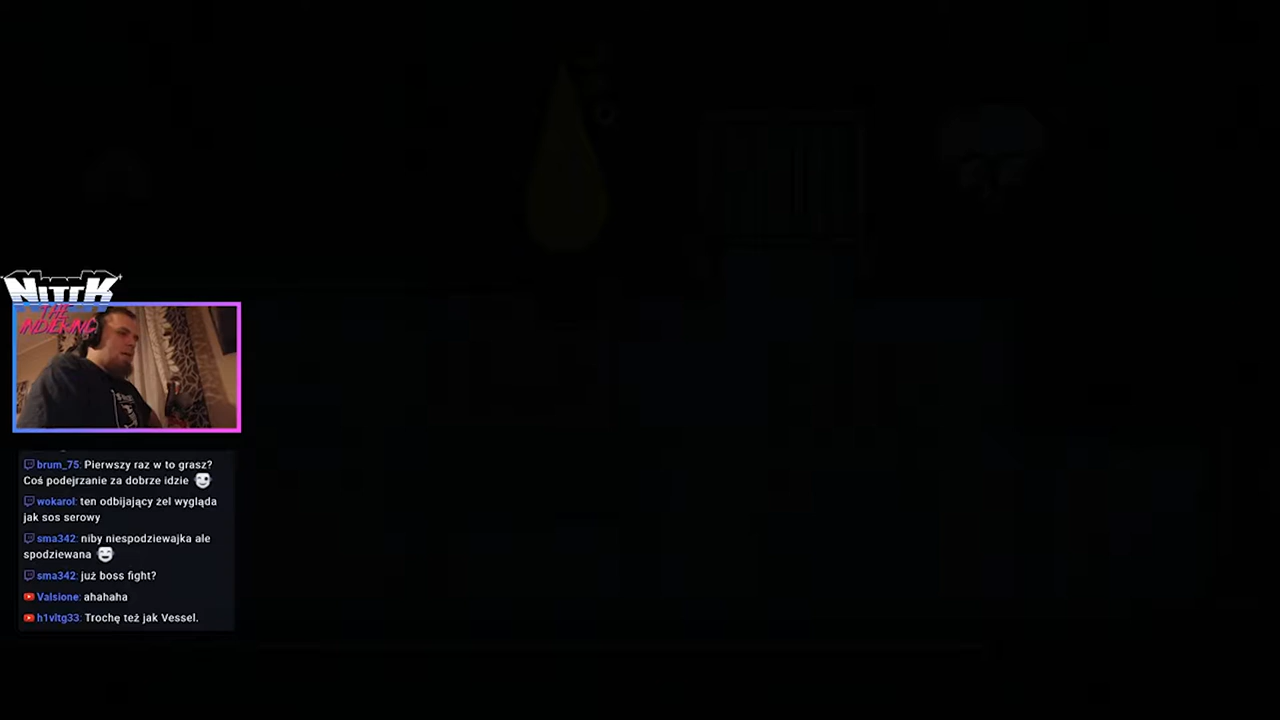 NITTK
THE
INDIEKING
brum_75: Pierwszy raz w to grasz?
Coś podejrzanie za dobrze idzie
wokarol: ten odbijający żel wygląda
jak sos serowy
sma342: niby niespodziewajka ale
spodziewana
sma342: już boss fight?
Valsione: ahahaha
h1vltg33: Trochę też jak Vessel.